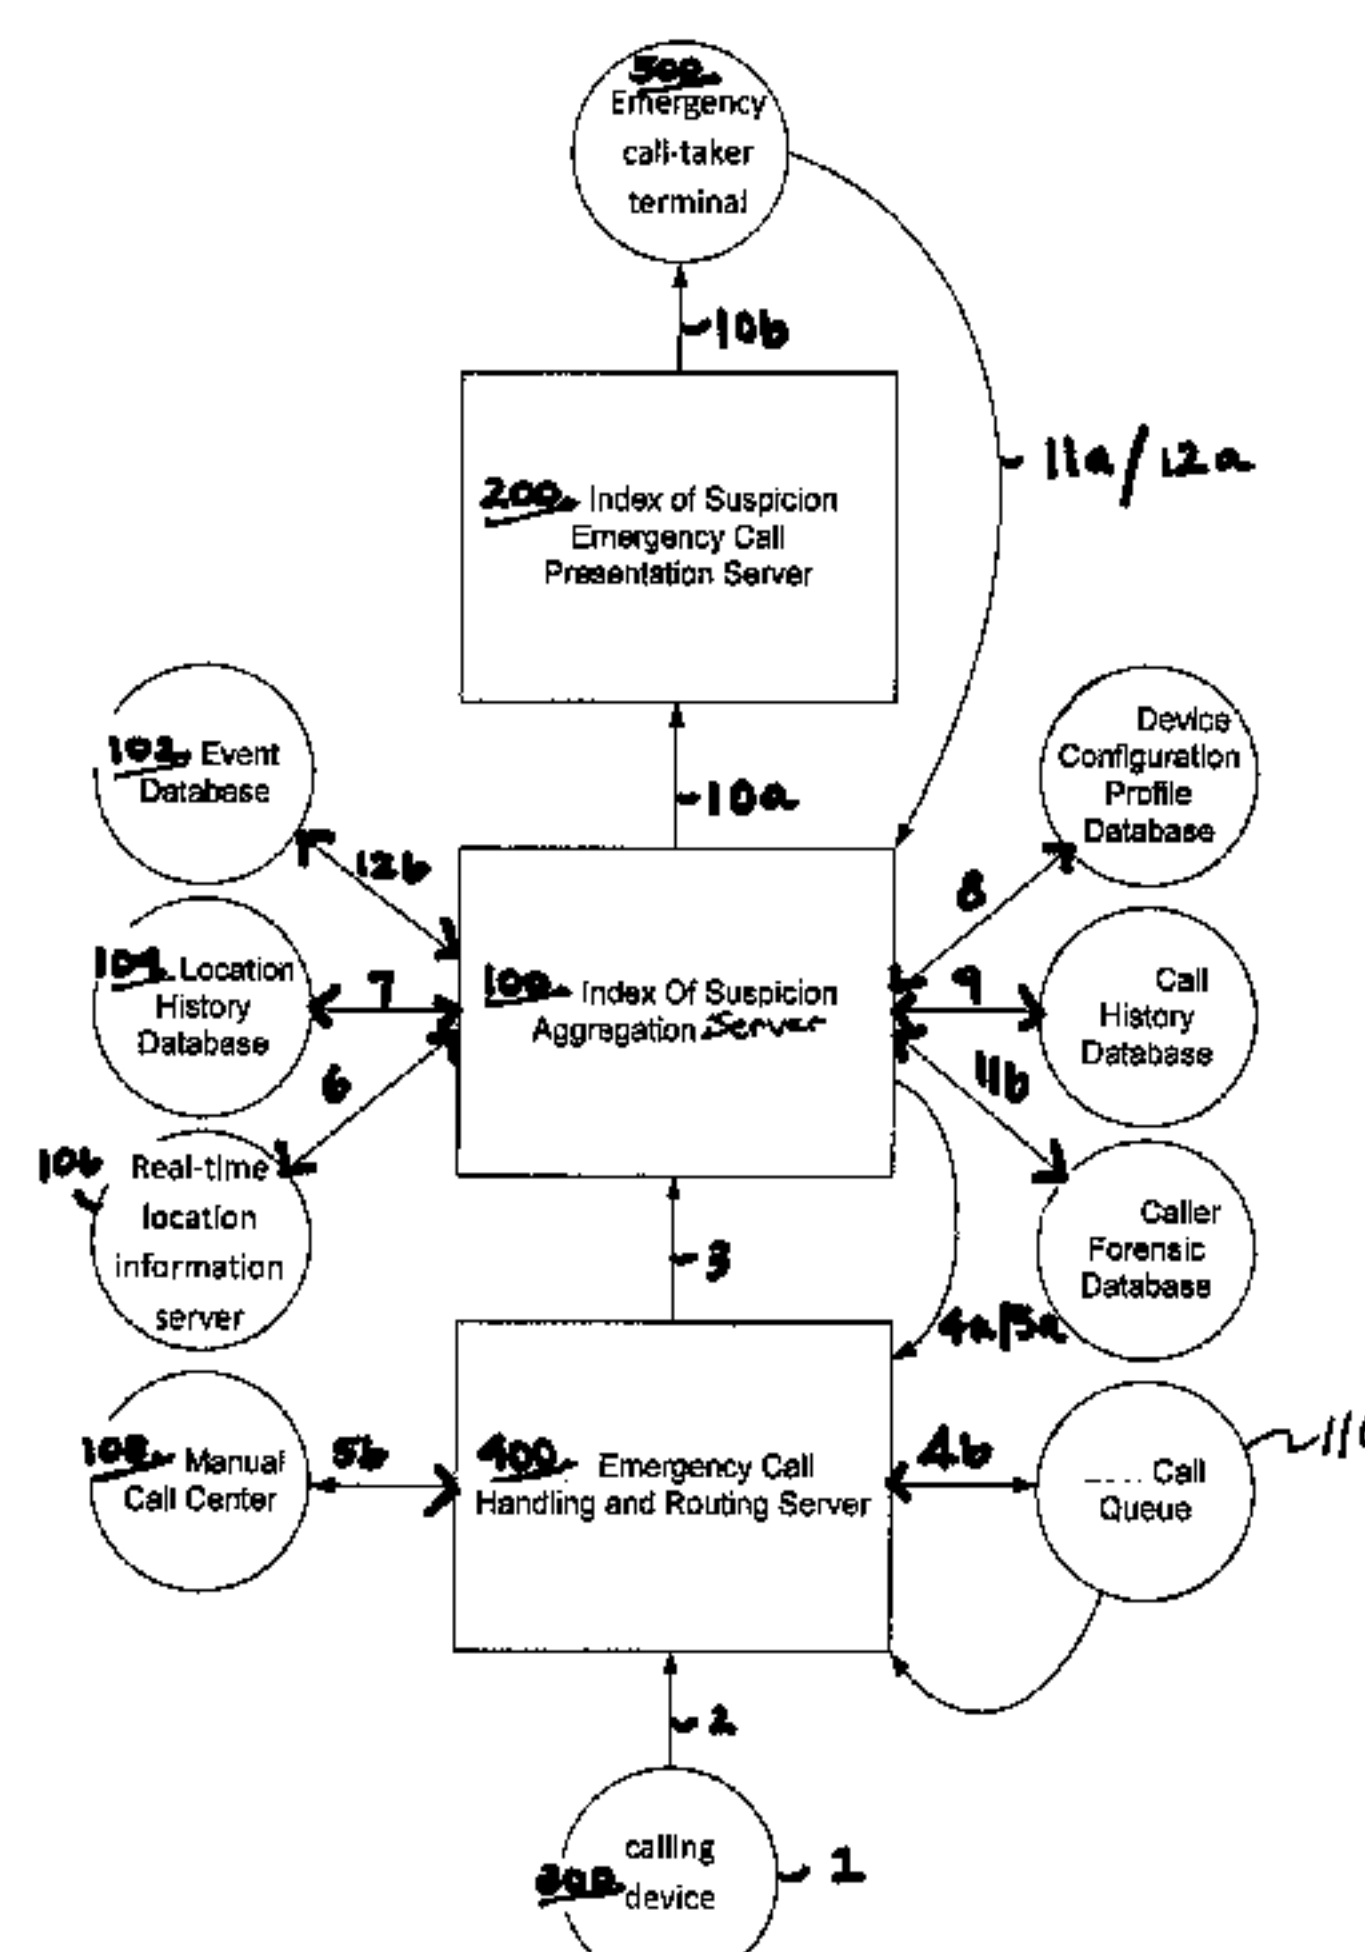 500
Emergency
call-taker
terminal
10b
11a/12a
200 Index of Suspicion
Emergency Call
Presentation Server
102 Event
Database
Device
Configuration
Profile
Database
10a
12b
8
104 Location
History
Database
7
100 Index Of Suspicion
Aggregation Server
9
Call
History
Database
6
11b
106
Real-time
location
information
server
3
Caller
Forensic
Database
4a/5a
108 Manual
Call Center
5b
400 Emergency Call
Handling and Routing Server
4b
Call
Queue
2
calling
device
1